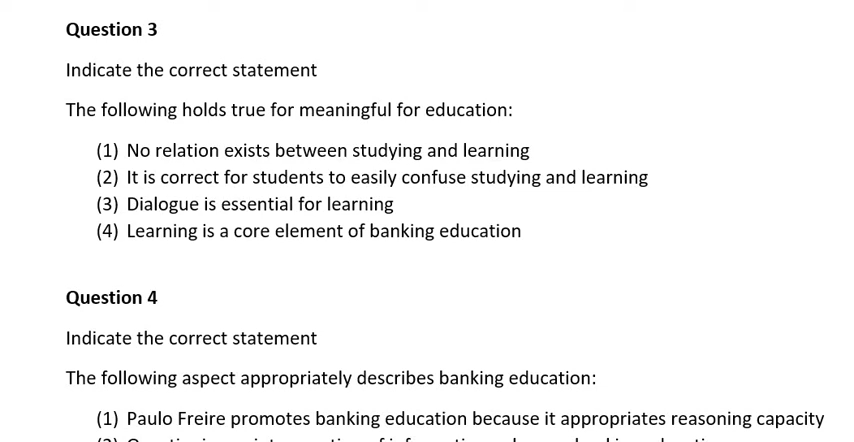 Question 3
Indicate the correct statement
The following holds true for meaningful for education:
(1) No relation exists between studying and learning
(2) It is correct for students to easily confuse studying and learning
(3) Dialogue is essential for learning
(4) Learning is a core element of banking education
Question 4
Indicate the correct statement
The following aspect appropriately describes banking education:
(1) Paulo Freire promotes banking education because it appropriates reasoning capacity